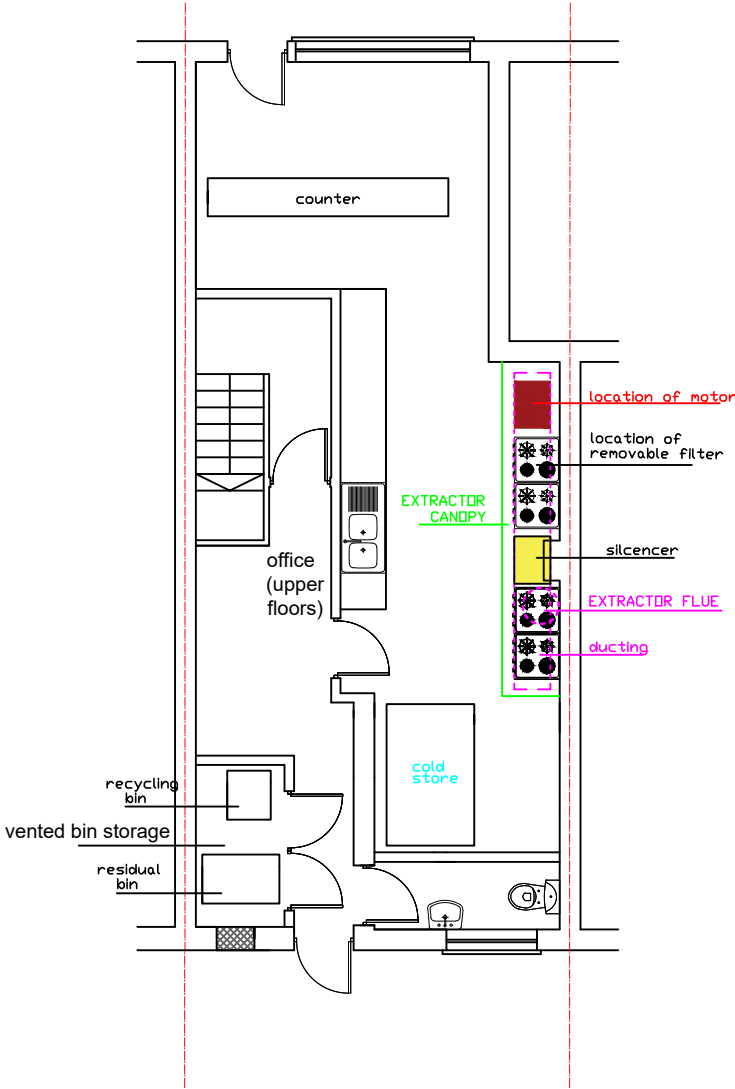 counter
location of motor
location of
removable filter
EXTRACTOR
CANOPY
silcencer
office
(upper
floors)
EXTRACTOR FLUE
ducting
cold
store
recycling
bin
vented bin storage
residual
bin